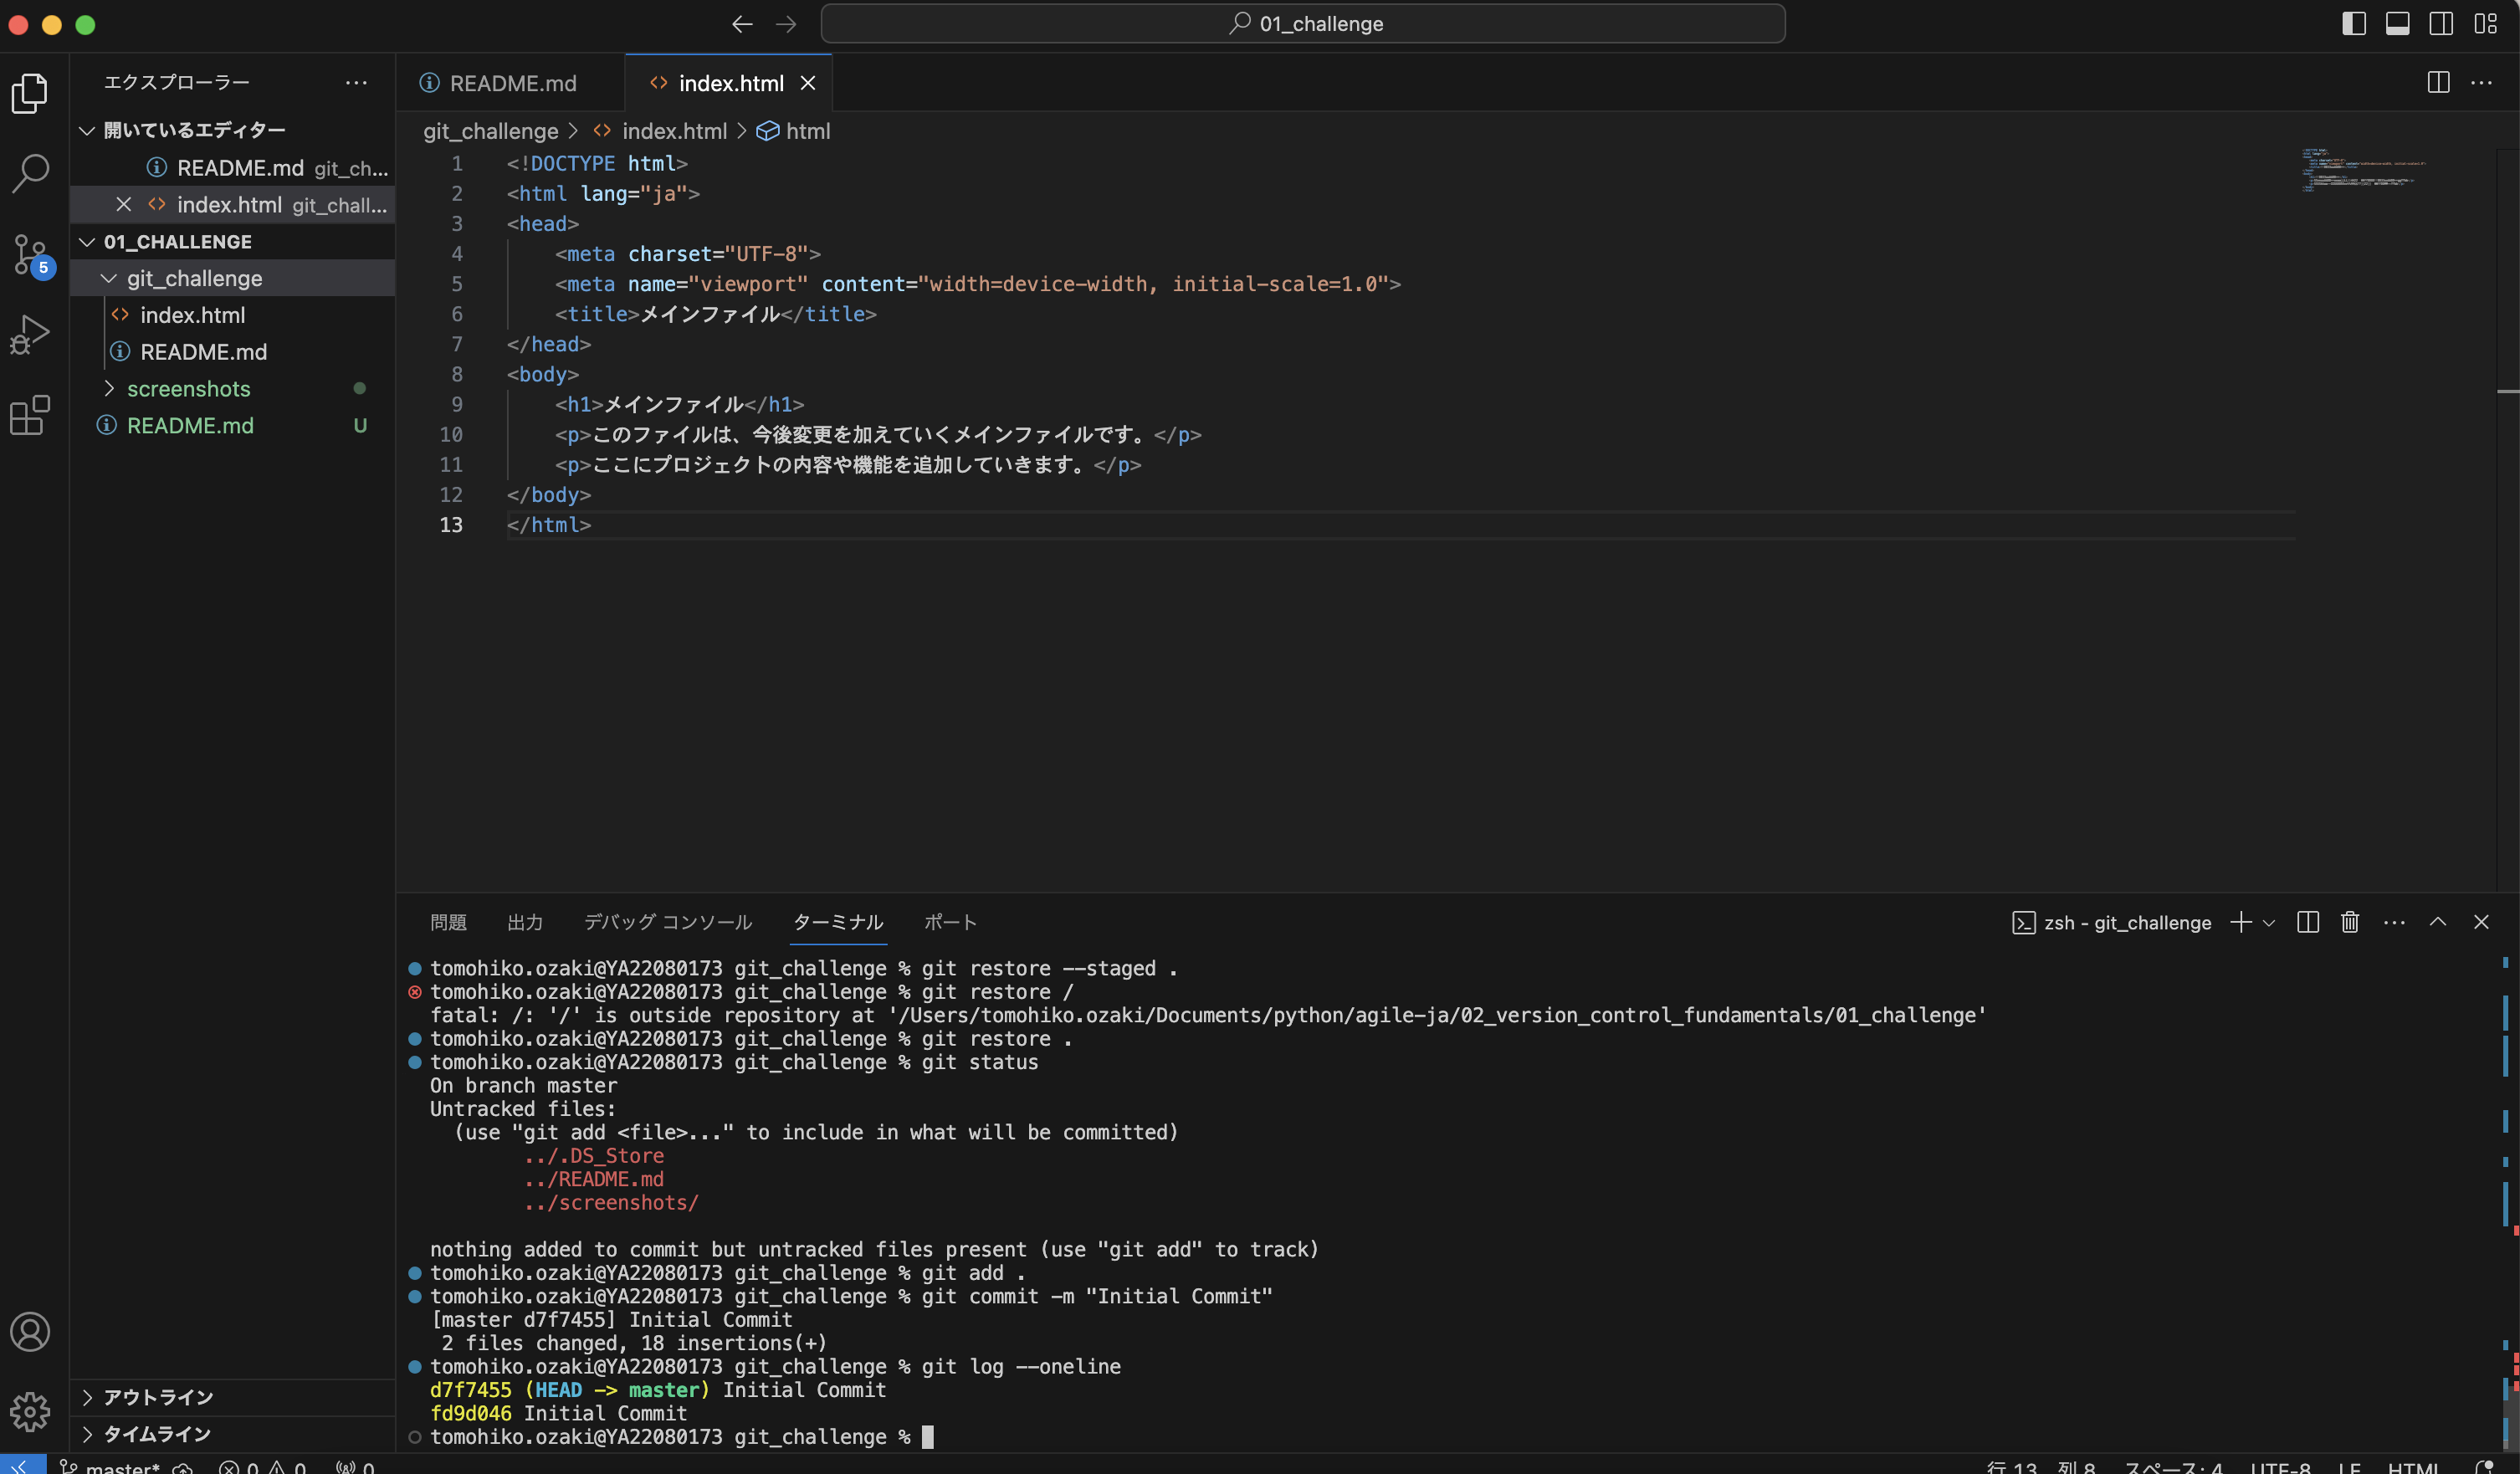 01_challenge
エクスプローラー
開いているエディター
README.md git_ch...
index.html git_chall...
01_CHALLENGE
git_challenge
index.html
README.md
screenshots
README.md U
5
アウトライン
タイムライン
README.md
index.html
git_challenge > index.html > html
1 <!DOCTYPE html>
2 <html lang="ja">
3 <head>
4 <meta charset="UTF-8">
5 <meta name="viewport" content="width=device-width, initial-scale=1.0">
6 <title>メインファイル</title>
7 </head>
8 <body>
9 <h1>メインファイル</h1>
10 <p>このファイルは、今後変更を加えていくメインファイルです。</p>
11 <p>ここにプロジェクトの内容や機能を追加していきます。</p>
12 </body>
13 </html>
問題 出力 デバッグ コンソール ターミナル ポート
zsh - git_challenge
tomohiko.ozaki@YA22080173 git_challenge % git restore --staged .
tomohiko.ozaki@YA22080173 git_challenge % git restore /
fatal: /: '/' is outside repository at '/Users/tomohiko.ozaki/Documents/python/agile-ja/02_version_control_fundamentals/01_challenge'
tomohiko.ozaki@YA22080173 git_challenge % git restore .
tomohiko.ozaki@YA22080173 git_challenge % git status
On branch master
Untracked files:
(use "git add <file>..." to include in what will be committed)
../.DS_Store
../README.md
../screenshots/
nothing added to commit but untracked files present (use "git add" to track)
tomohiko.ozaki@YA22080173 git_challenge % git add .
tomohiko.ozaki@YA22080173 git_challenge % git commit -m "Initial Commit"
[master d7f7455] Initial Commit
2 files changed, 18 insertions(+)
tomohiko.ozaki@YA22080173 git_challenge % git log --oneline
d7f7455 (HEAD -> master) Initial Commit
fd9d046 Initial Commit
tomohiko.ozaki@YA22080173 git_challenge %
master* 0 0 0
行 13、列 8 スペース: 4 UTF-8 LF HTML